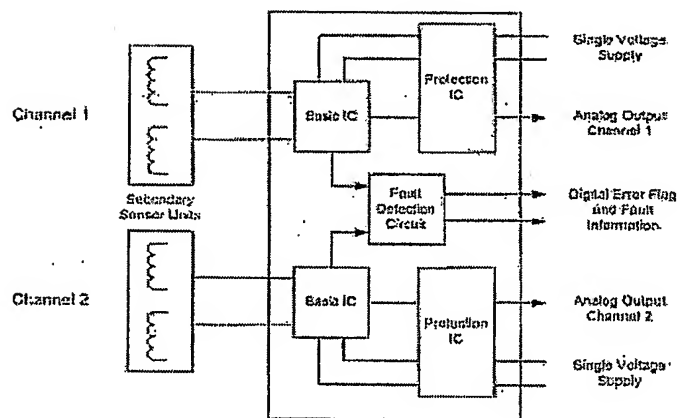 Single Voltage
Supply
Protection
IC
Channel 1
Basic IC
Analog Output
Channel 1
Secondary
Sensor Units
Fault
Detection
Circuit
Digital Error Flag
and Fault
Information
Channel 2
Basic IC
Protection
IC
Analog Output
Channel 2
Single Voltage
Supply